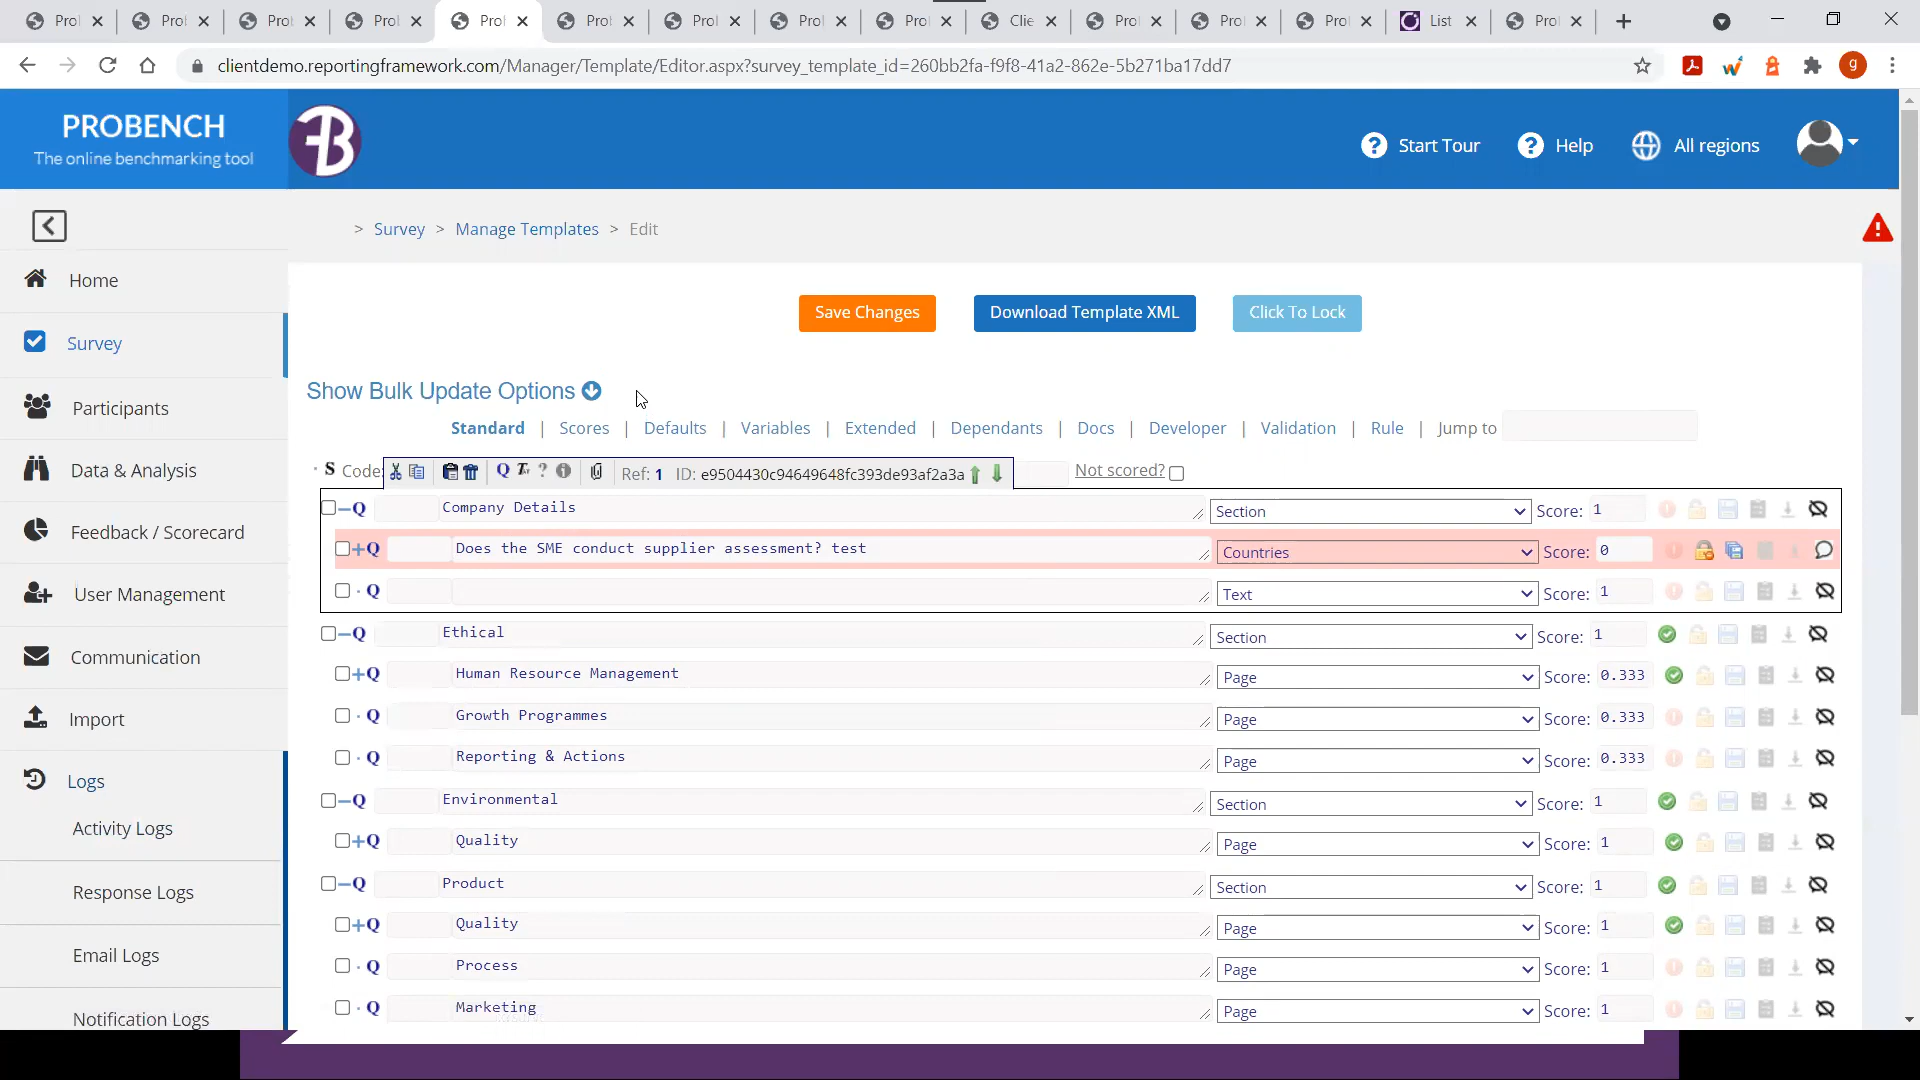 Pro
Pro
Pro
Pro
Pro
Pro
Pro
Pro
Pro
Clie
Pro
Pro
Pro
List
Pro
clientdemo.reportingframework.com/Manager/Template/Editor.aspx?survey_template_id=260bb2fa-f9f8-41a2-862e-5b271ba17dd7
g
PROBENCH
The online benchmarking tool
B
? Start Tour
? Help
All regions
> Survey > Manage Templates > Edit
Home
Survey
Participants
Data & Analysis
Feedback / Scorecard
User Management
Communication
Import
Logs
Activity Logs
Response Logs
Email Logs
Notification Logs
Save Changes
Download Template XML
Click To Lock
Show Bulk Update Options
Standard | Scores | Defaults | Variables | Extended | Dependants | Docs | Developer | Validation | Rule | Jump to
S Code: Q ? Ref: 1 ID: e9504430c94649648fc393de93af2a3a Not scored?
Q Company Details Section Score: 1
Q Does the SME conduct supplier assessment? test Countries Score: 0
Q Text Score: 1
Q Ethical Section Score: 1
Q Human Resource Management Page Score: 0.333
Q Growth Programmes Page Score: 0.333
Q Reporting & Actions Page Score: 0.333
Q Environmental Section Score: 1
Q Quality Page Score: 1
Q Product Section Score: 1
Q Quality Page Score: 1
Q Process Page Score: 1
Q Marketing Page Score: 1